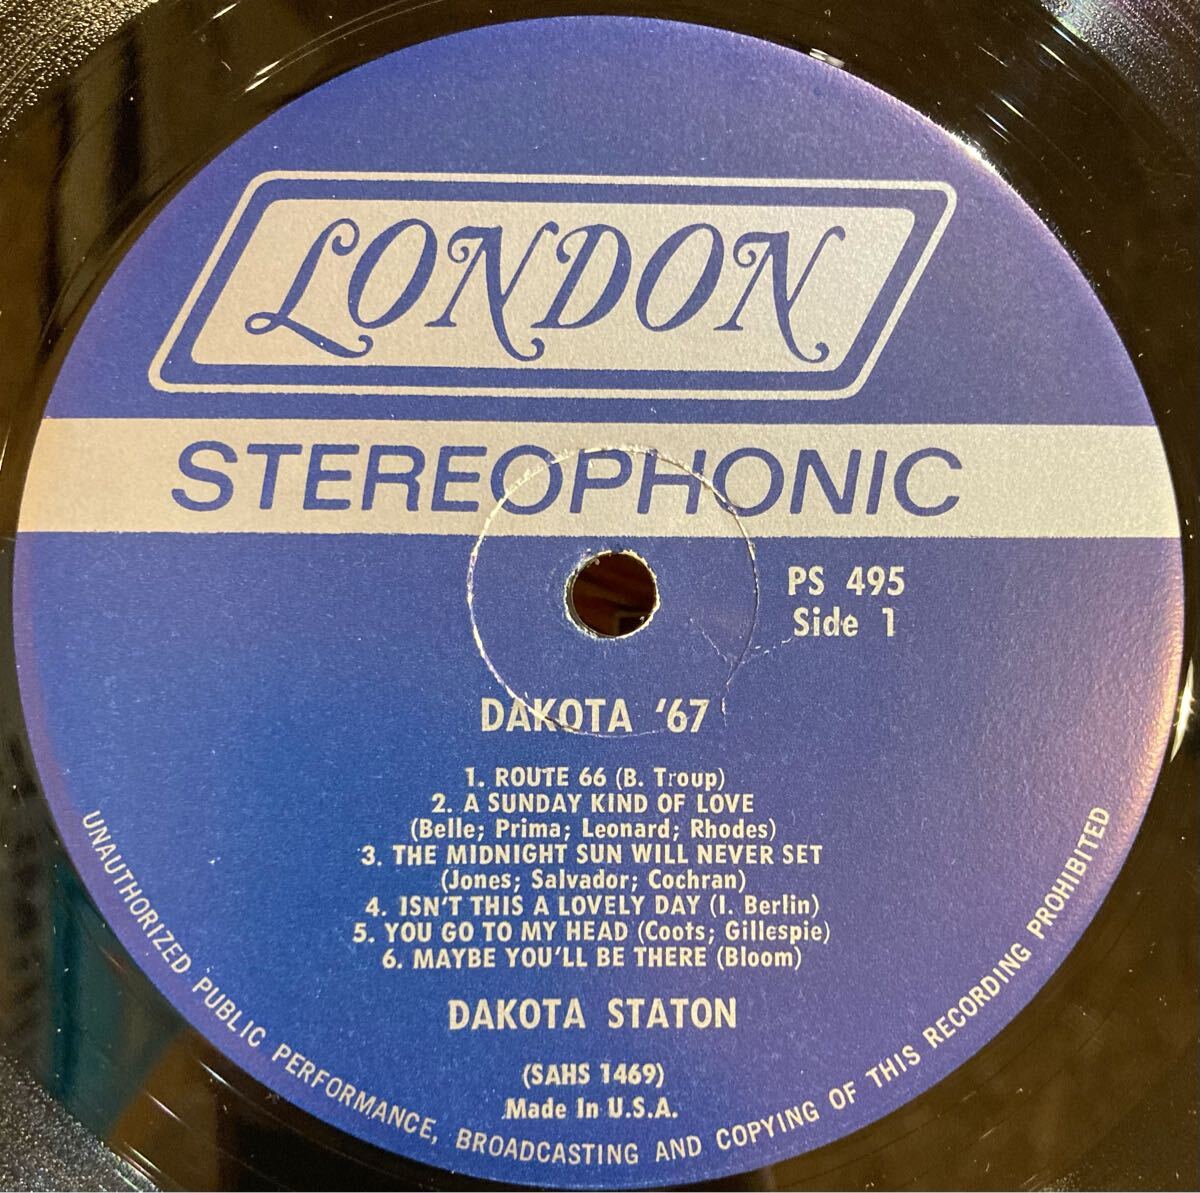 LONDON
STEREOPHONIC
PS 495
Side 1
DAKOTA '67
1. ROUTE 66 (B. Troup)
2. A SUNDAY KIND OF LOVE
(Belle; Prima; Leonard; Rhodes)
3. THE MIDNIGHT SUN WILL NEVER SET
(Jones; Salvador; Cochran)
4. ISN'T THIS A LOVELY DAY (I. Berlin)
5. YOU GO TO MY HEAD (Coots; Gillespie)
6. MAYBE YOU'LL BE THERE (Bloom)
DAKOTA STATON
(SAHS 1469)
Made In U.S.A.
UNAUTHORIZED PUBLIC PERFORMANCE, BROADCASTING AND COPYING OF THIS RECORDING PROHIBITED